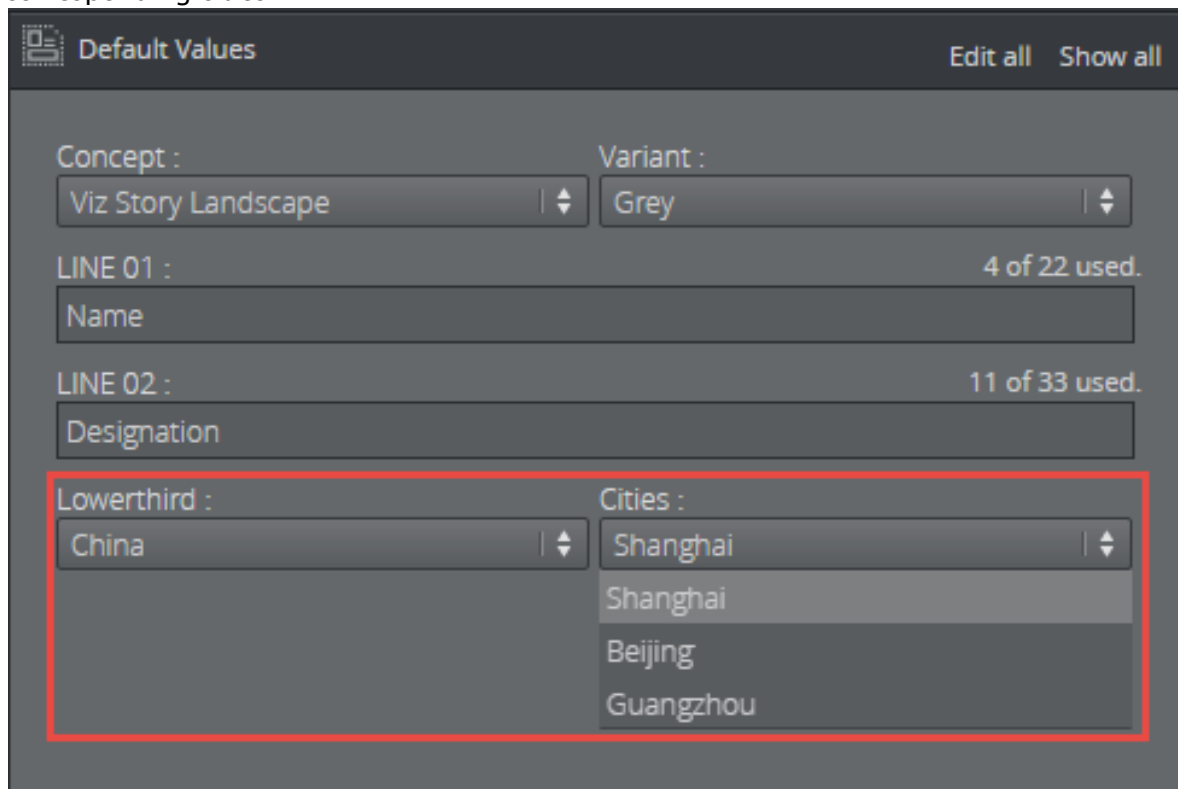 Default Values
Edit all Show all
Concept :
Variant :
Viz Story Landscape
Grey
LINE 01 :
4 of 22 used.
Name
LINE 02 :
11 of 33 used.
Designation
Lowerthird :
Cities :
China
Shanghai
Shanghai
Beijing
Guangzhou